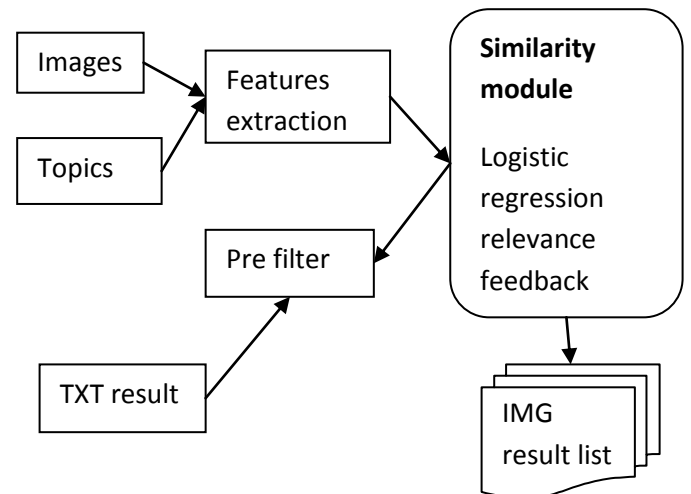 Images
Topics
Features
extraction
Similarity
module
Logistic
regression
relevance
feedback
Pre filter
TXT result
IMG
result list